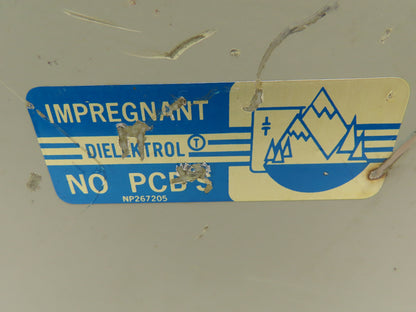 IMPREGNANT
DIELEKTROL Ⓣ
NO PCB'S
NP267205